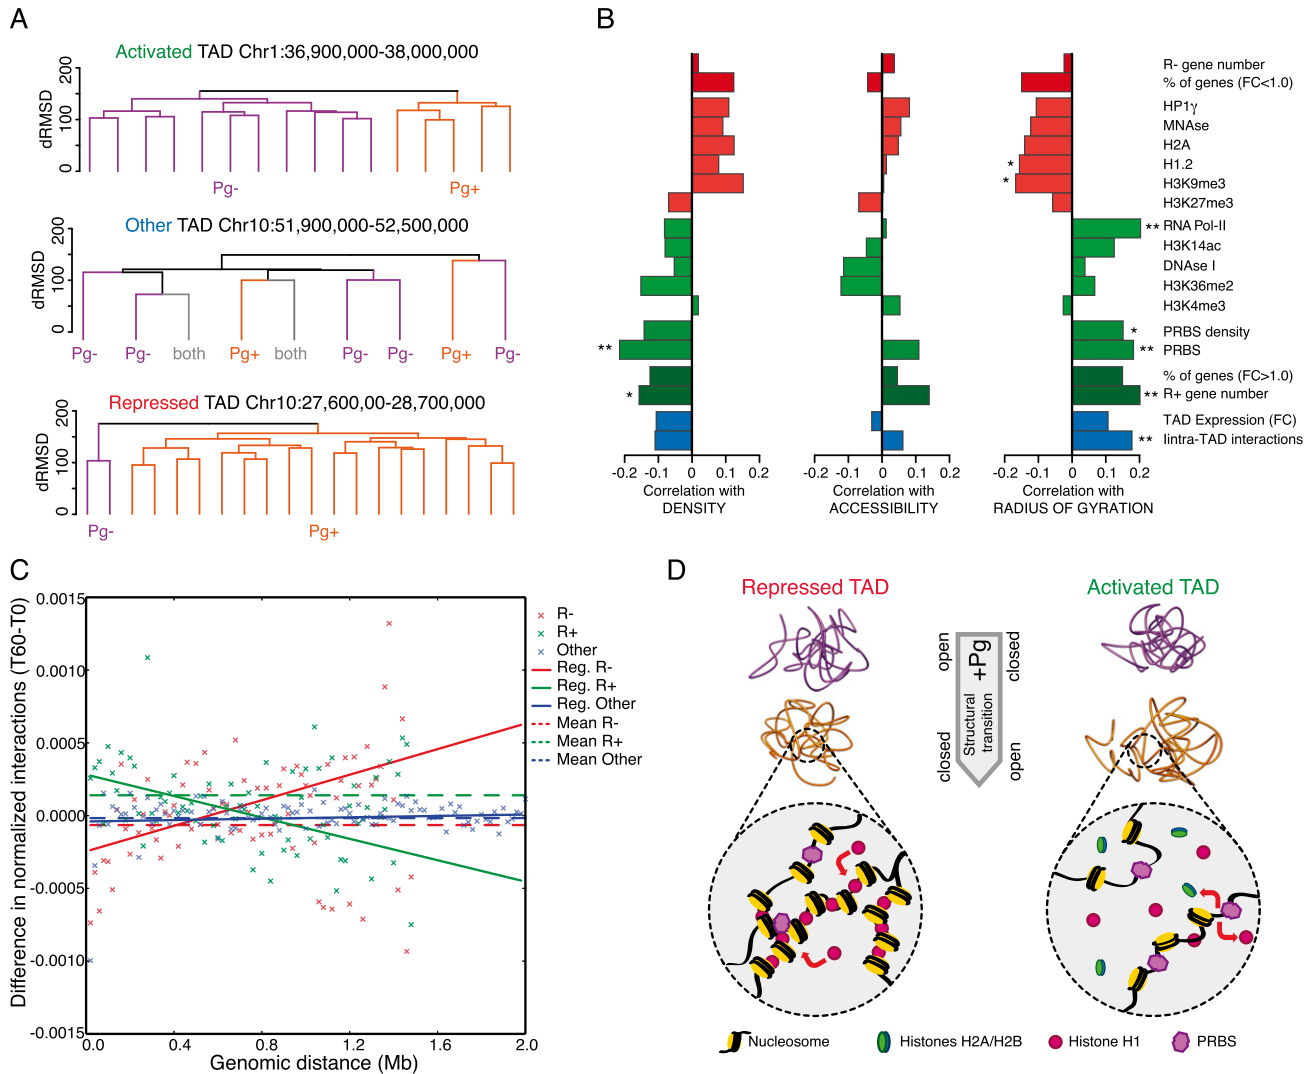 A
Activated TAD Chr1:36,900,000-38,000,000
dRMSD
200
100
0
Pg-
Pg+
Other TAD Chr10:51,900,000-52,500,000
dRMSD
200
100
0
Pg-
Pg-
both
Pg+
both
Pg-
Pg-
Pg+
Pg-
Repressed TAD Chr10:27,600,00-28,700,000
dRMSD
200
100
0
Pg-
Pg+
B
R- gene number
% of genes (FC<1.0)
HP1γ
MNAse
H2A
* H1.2
* H3K9me3
H3K27me3
** RNA Pol-II
H3K14ac
DNAse I
H3K36me2
H3K4me3
* PRBS density
** ** PRBS
% of genes (FC>1.0)
* ** R+ gene number
TAD Expression (FC)
** Iintra-TAD interactions
-0.2 -0.1 0 0.1 0.2
Correlation with
DENSITY
-0.1 0 0.1 0.2
Correlation with
ACCESSIBILITY
-0.2 -0.1 0 0.1 0.2
Correlation with
RADIUS OF GYRATION
C
Difference in normalized interactions (T60-T0)
0.0015
0.0010
0.0005
0.0000
-0.0005
-0.0010
-0.0015
0.0 0.4 0.8 1.2 1.6 2.0
Genomic distance (Mb)
R-
R+
Other
Reg. R-
Reg. R+
Reg. Other
Mean R-
Mean R+
Mean Other
D
Repressed TAD
Activated TAD
open
closed
+Pg
Structural
transition
closed
open
Nucleosome
Histones H2A/H2B
Histone H1
PRBS